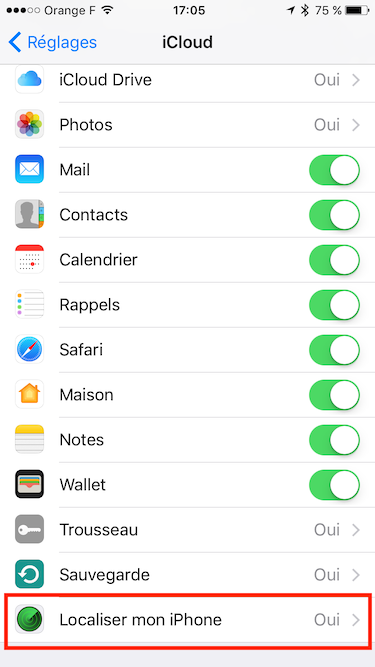 Orange F 17:05 75 %
Réglages iCloud
iCloud Drive Oui
Photos Oui
Mail
Contacts
Calendrier
Rappels
Safari
Maison
Notes
Wallet
Trousseau Oui
Sauvegarde Oui
Localiser mon iPhone Oui